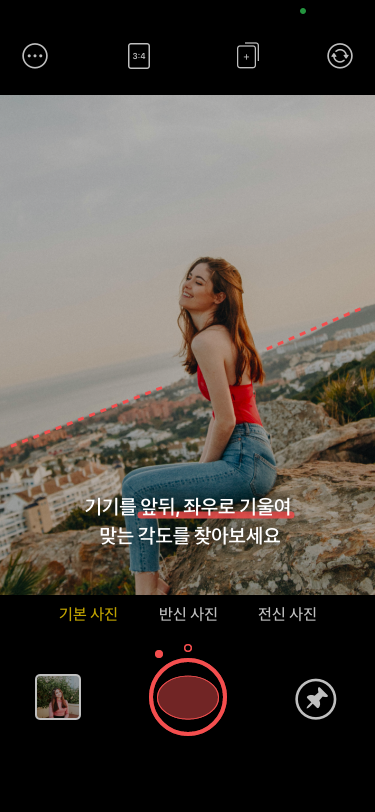 3:4
기기를 앞뒤, 좌우로 기울여
맞는 각도를 찾아보세요
기본 사진 반신 사진 전신 사진